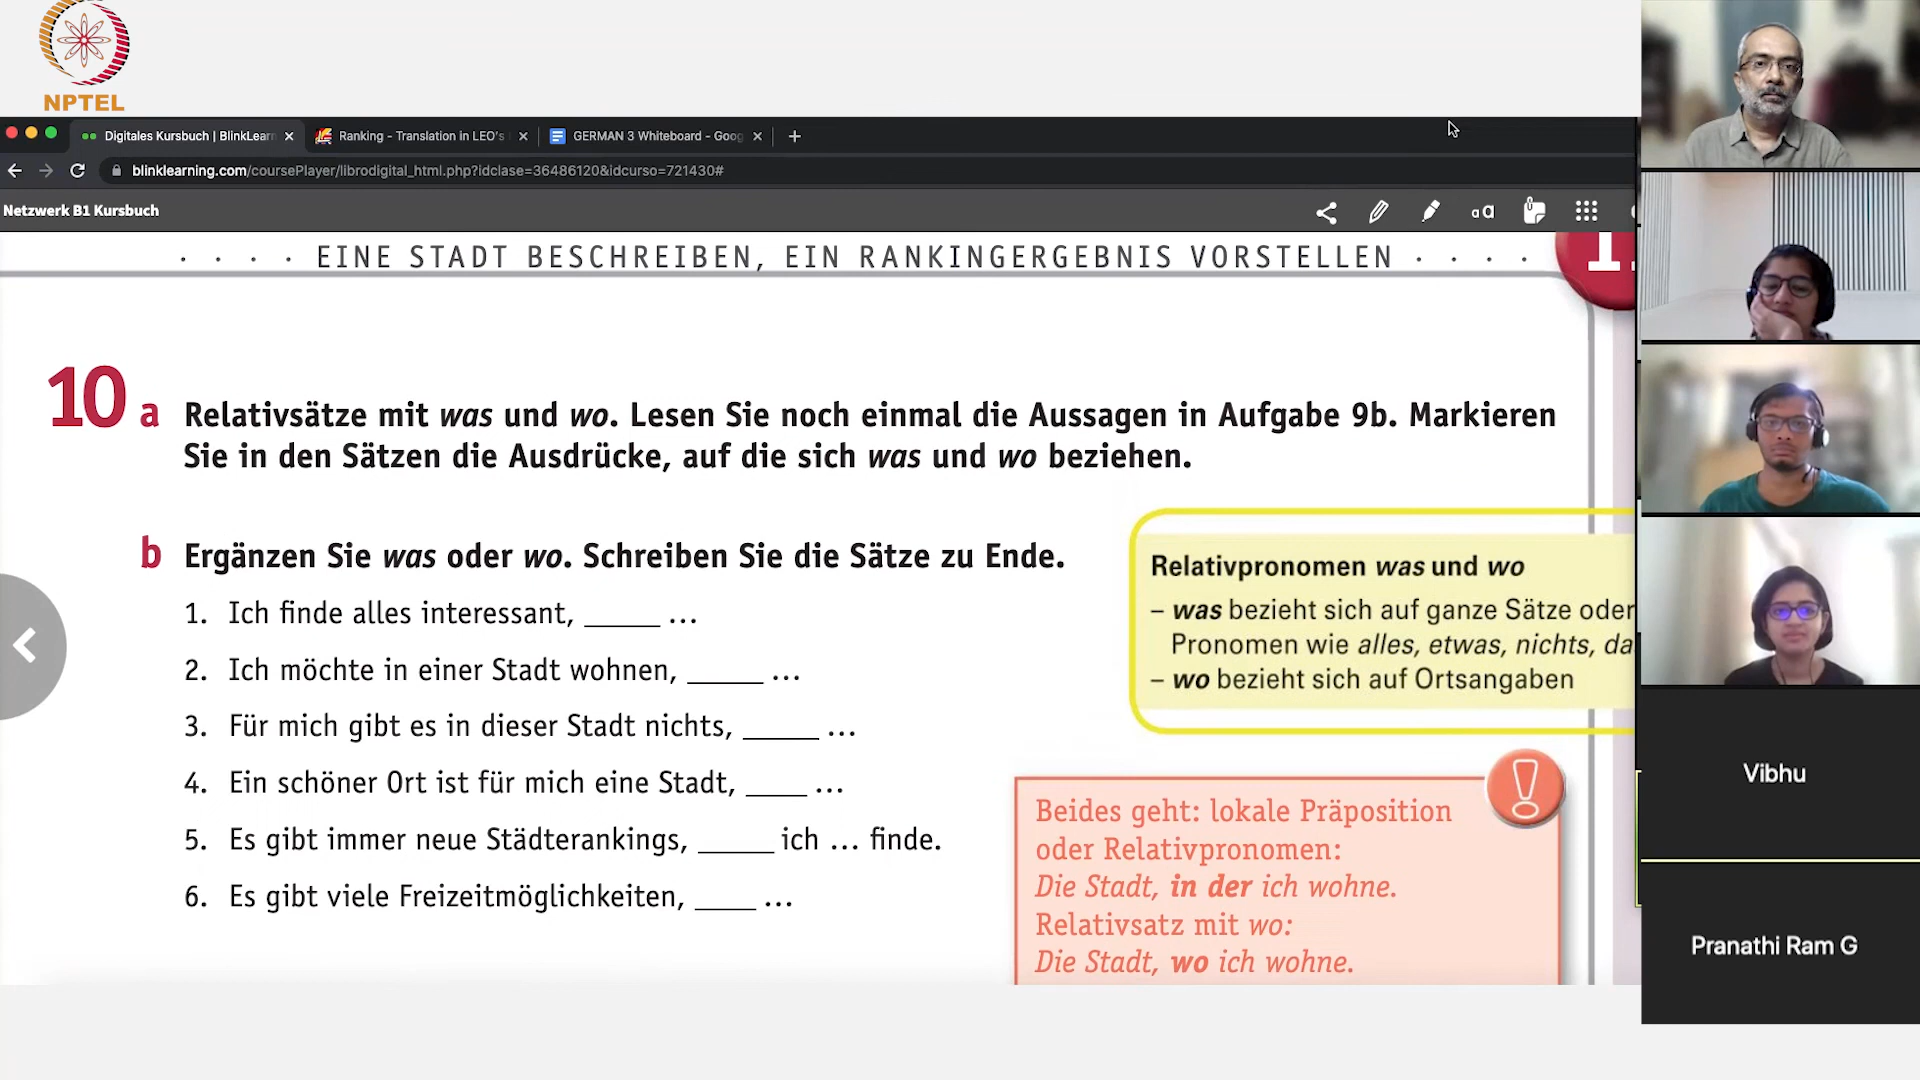 NPTEL
Digitales Kursbuch | BlinkLear
Ranking - Translation in LEO's
GERMAN 3 Whiteboard - Goog
blinklearning.com/coursePlayer/librodigital_html.php?idclase=36486120&idcurso=721430#
Netzwerk B1 Kursbuch
aa
. . . . EINE STADT BESCHREIBEN, EIN RANKINGERGEBNIS VORSTELLEN . . . .
10 a Relativsätze mit was und wo. Lesen Sie noch einmal die Aussagen in Aufgabe 9b. Markieren
Sie in den Sätzen die Ausdrücke, auf die sich was und wo beziehen.
b Ergänzen Sie was oder wo. Schreiben Sie die Sätze zu Ende.
1. Ich finde alles interessant, _____ ...
2. Ich möchte in einer Stadt wohnen, _____ ...
3. Für mich gibt es in dieser Stadt nichts, _____ ...
4. Ein schöner Ort ist für mich eine Stadt, ____ ...
5. Es gibt immer neue Städterankings, _____ ich ... finde.
6. Es gibt viele Freizeitmöglichkeiten, ____ ...
Relativpronomen was und wo
– was bezieht sich auf ganze Sätze oder
Pronomen wie alles, etwas, nichts, da
– wo bezieht sich auf Ortsangaben
!
Beides geht: lokale Präposition
oder Relativpronomen:
Die Stadt, in der ich wohne.
Relativsatz mit wo:
Die Stadt, wo ich wohne.
Vibhu
Pranathi Ram G